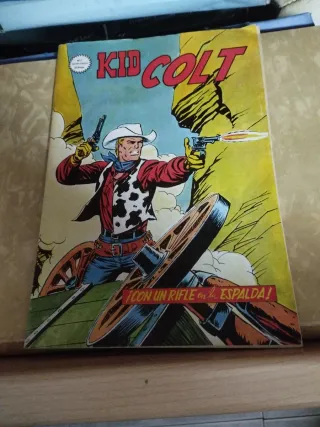 KID COLT
¡CON UN RIFLE en la ESPALDA!